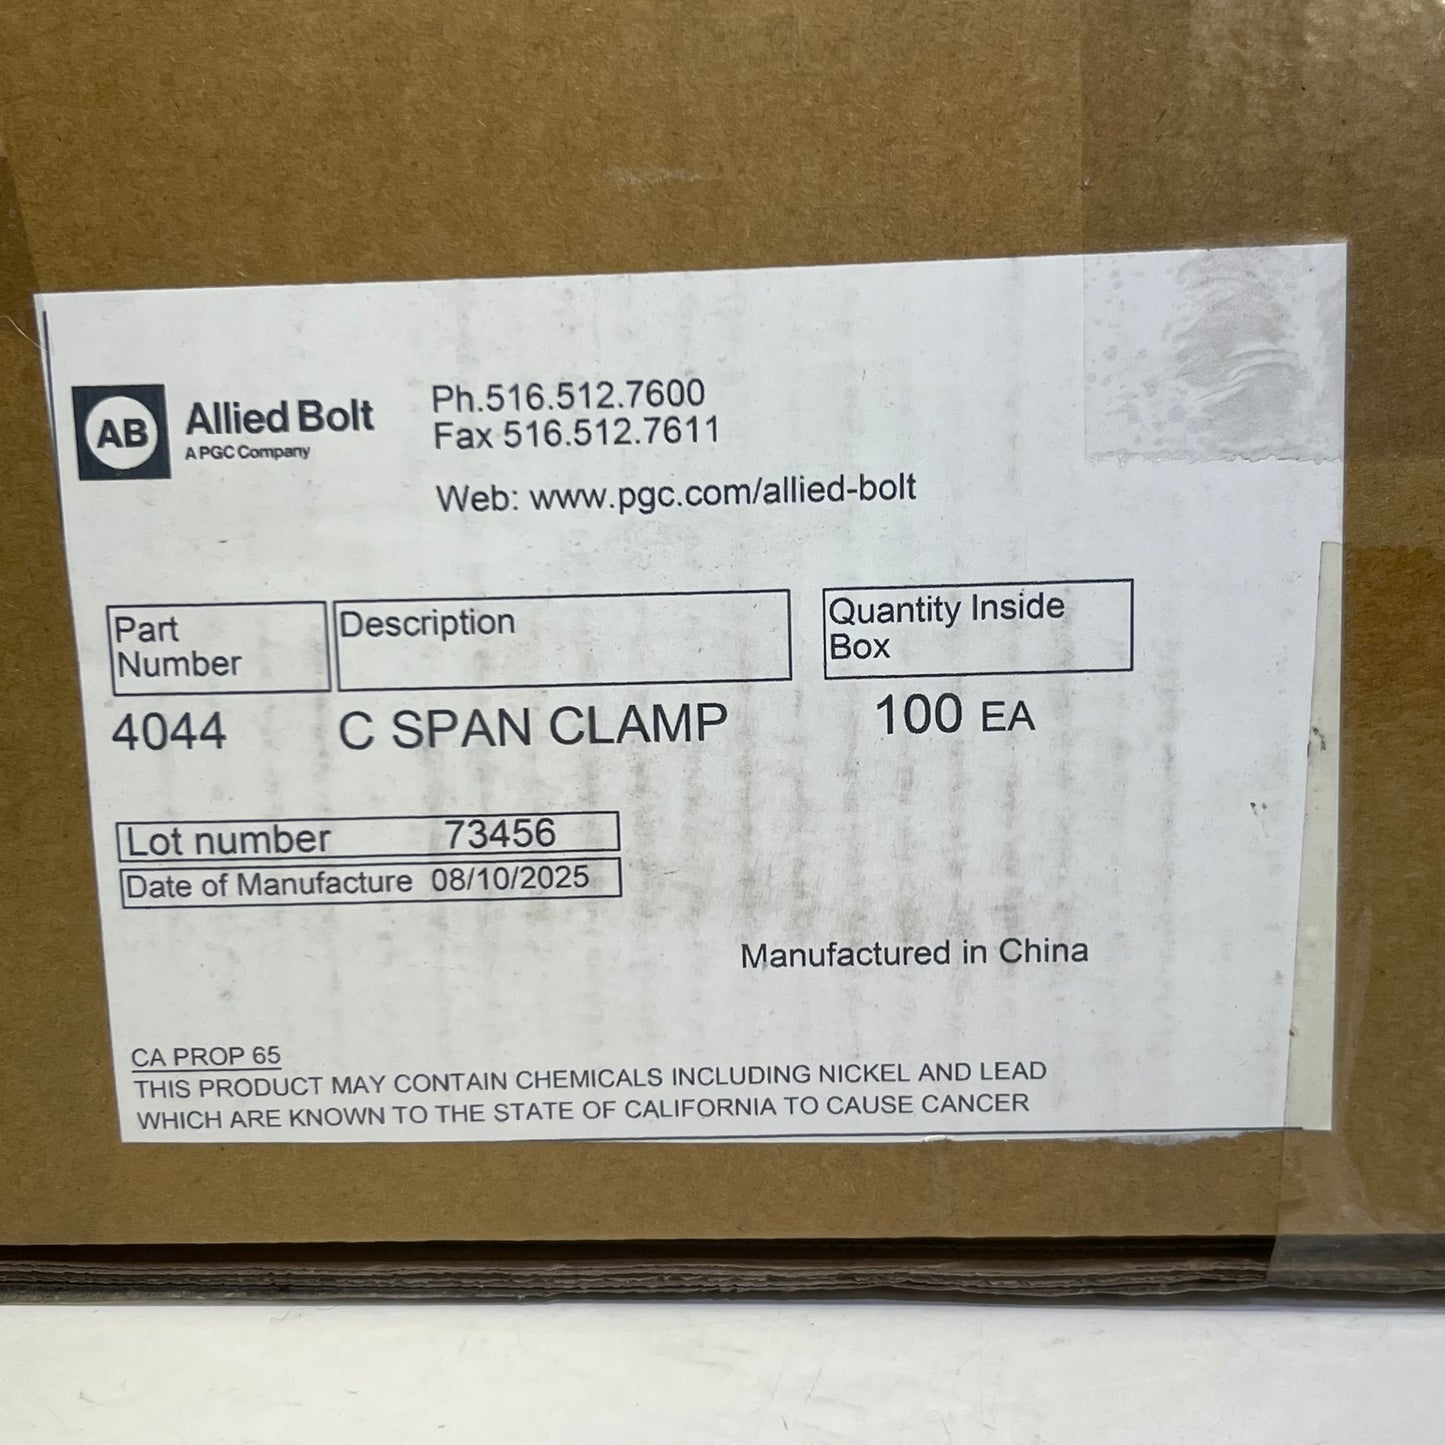 AB
Allied Bolt
A PGC Company
Ph.516.512.7600
Fax 516.512.7611
Web: www.pgc.com/allied-bolt
Part
Number
Description
Quantity Inside
Box
4044 C SPAN CLAMP 100 EA
Lot number 73456
Date of Manufacture 08/10/2025
Manufactured in China
CA PROP 65
THIS PRODUCT MAY CONTAIN CHEMICALS INCLUDING NICKEL AND LEAD
WHICH ARE KNOWN TO THE STATE OF CALIFORNIA TO CAUSE CANCER